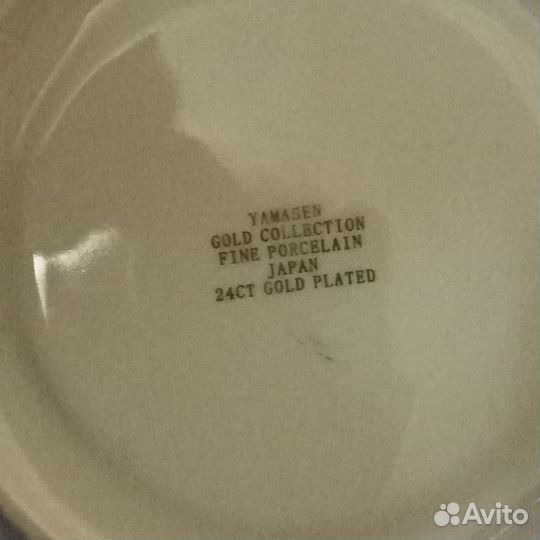 YAMASEN
GOLD COLLECTION
FINE PORCELAIN
JAPAN
24CT GOLD PLATED
Avito